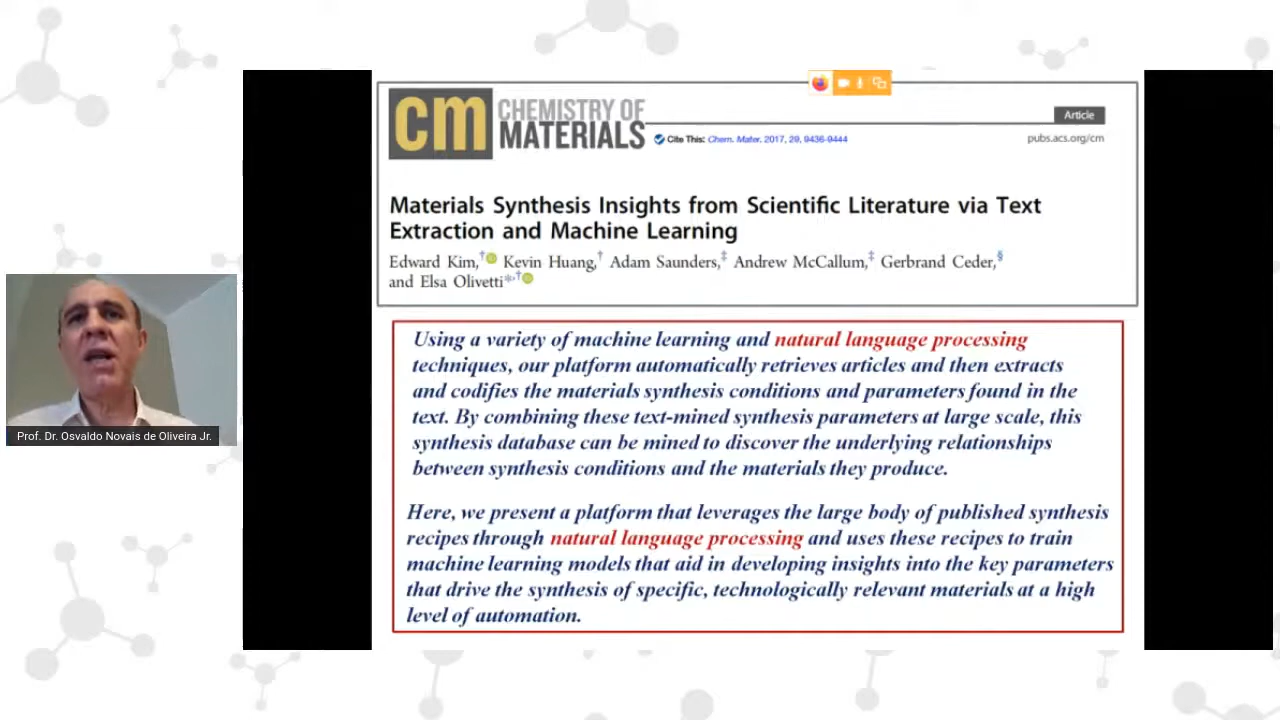 cm CHEMISTRY OF
MATERIALS
Cite This: Chem. Mater. 2017, 29, 9436-9444
Article
pubs.acs.org/cm
Materials Synthesis Insights from Scientific Literature via Text
Extraction and Machine Learning
Edward Kim,† Kevin Huang,† Adam Saunders,‡ Andrew McCallum,‡ Gerbrand Ceder,§
and Elsa Olivetti*,†
Using a variety of machine learning and natural language processing
techniques, our platform automatically retrieves articles and then extracts
and codifies the materials synthesis conditions and parameters found in the
text. By combining these text-mined synthesis parameters at large scale, this
synthesis database can be mined to discover the underlying relationships
between synthesis conditions and the materials they produce.
Here, we present a platform that leverages the large body of published synthesis
recipes through natural language processing and uses these recipes to train
machine learning models that aid in developing insights into the key parameters
that drive the synthesis of specific, technologically relevant materials at a high
level of automation.
Prof. Dr. Osvaldo Novais de Oliveira Jr.